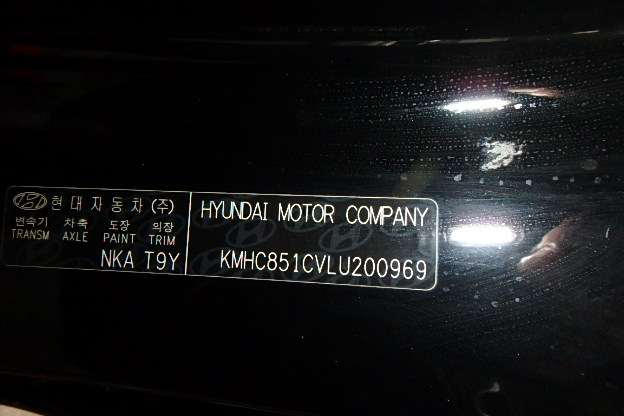 현대자동차 (주)
변속기 차축 도장 의장
TRANSM AXLE PAINT TRIM
NKA T9Y
HYUNDAI MOTOR COMPANY
KMHC851CVLU200969